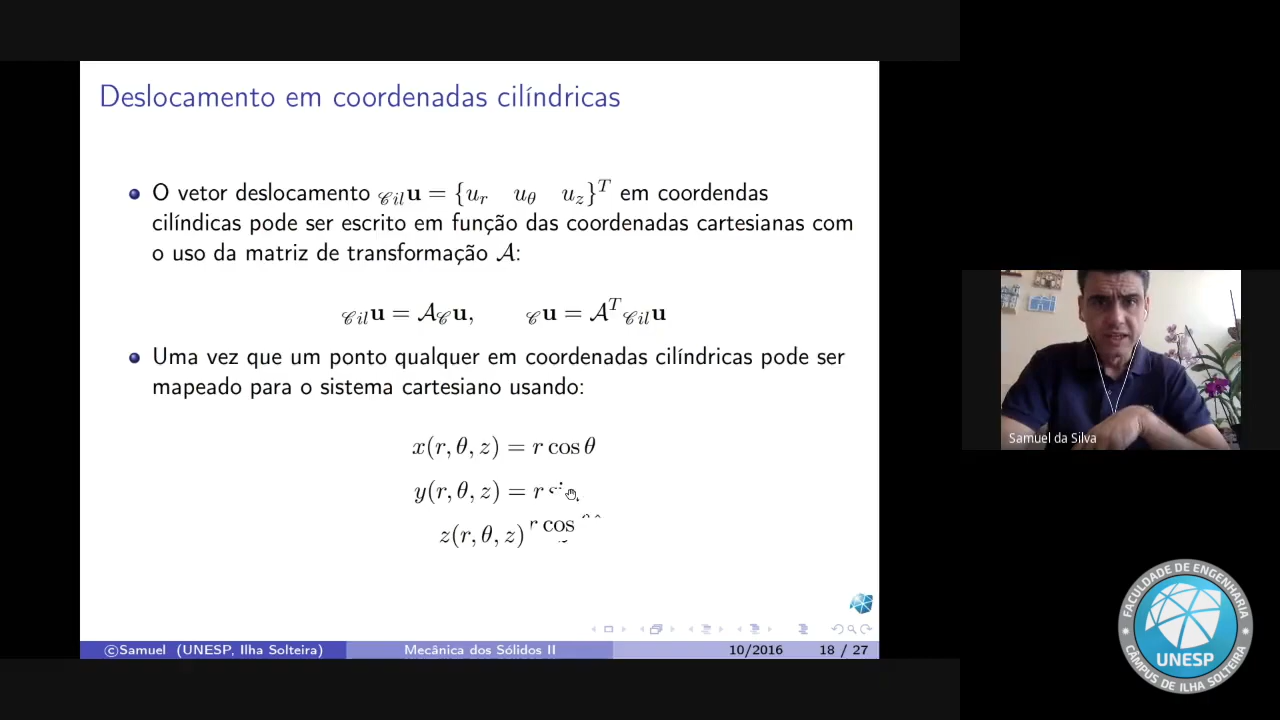 Deslocamento em coordenadas cilíndricas
O vetor deslocamento 𝒞il u = {u_r u_θ u_z}^T em coordendas
cilíndicas pode ser escrito em função das coordenadas cartesianas com
o uso da matriz de transformação 𝒜:
𝒞il u = 𝒜 𝒞 u, 𝒞 u = 𝒜^T 𝒞il u
Uma vez que um ponto qualquer em coordenadas cilíndricas pode ser
mapeado para o sistema cartesiano usando:
x(r, θ, z) = r cos θ
y(r, θ, z) = r
z(r, θ, z) r cos
©Samuel (UNESP, Ilha Solteira) Mecânica dos Sólidos II 10/2016 18 / 27
Samuel da Silva
FACULDADE DE ENGENHARIA
UNESP
CÂMPUS DE ILHA SOLTEIRA